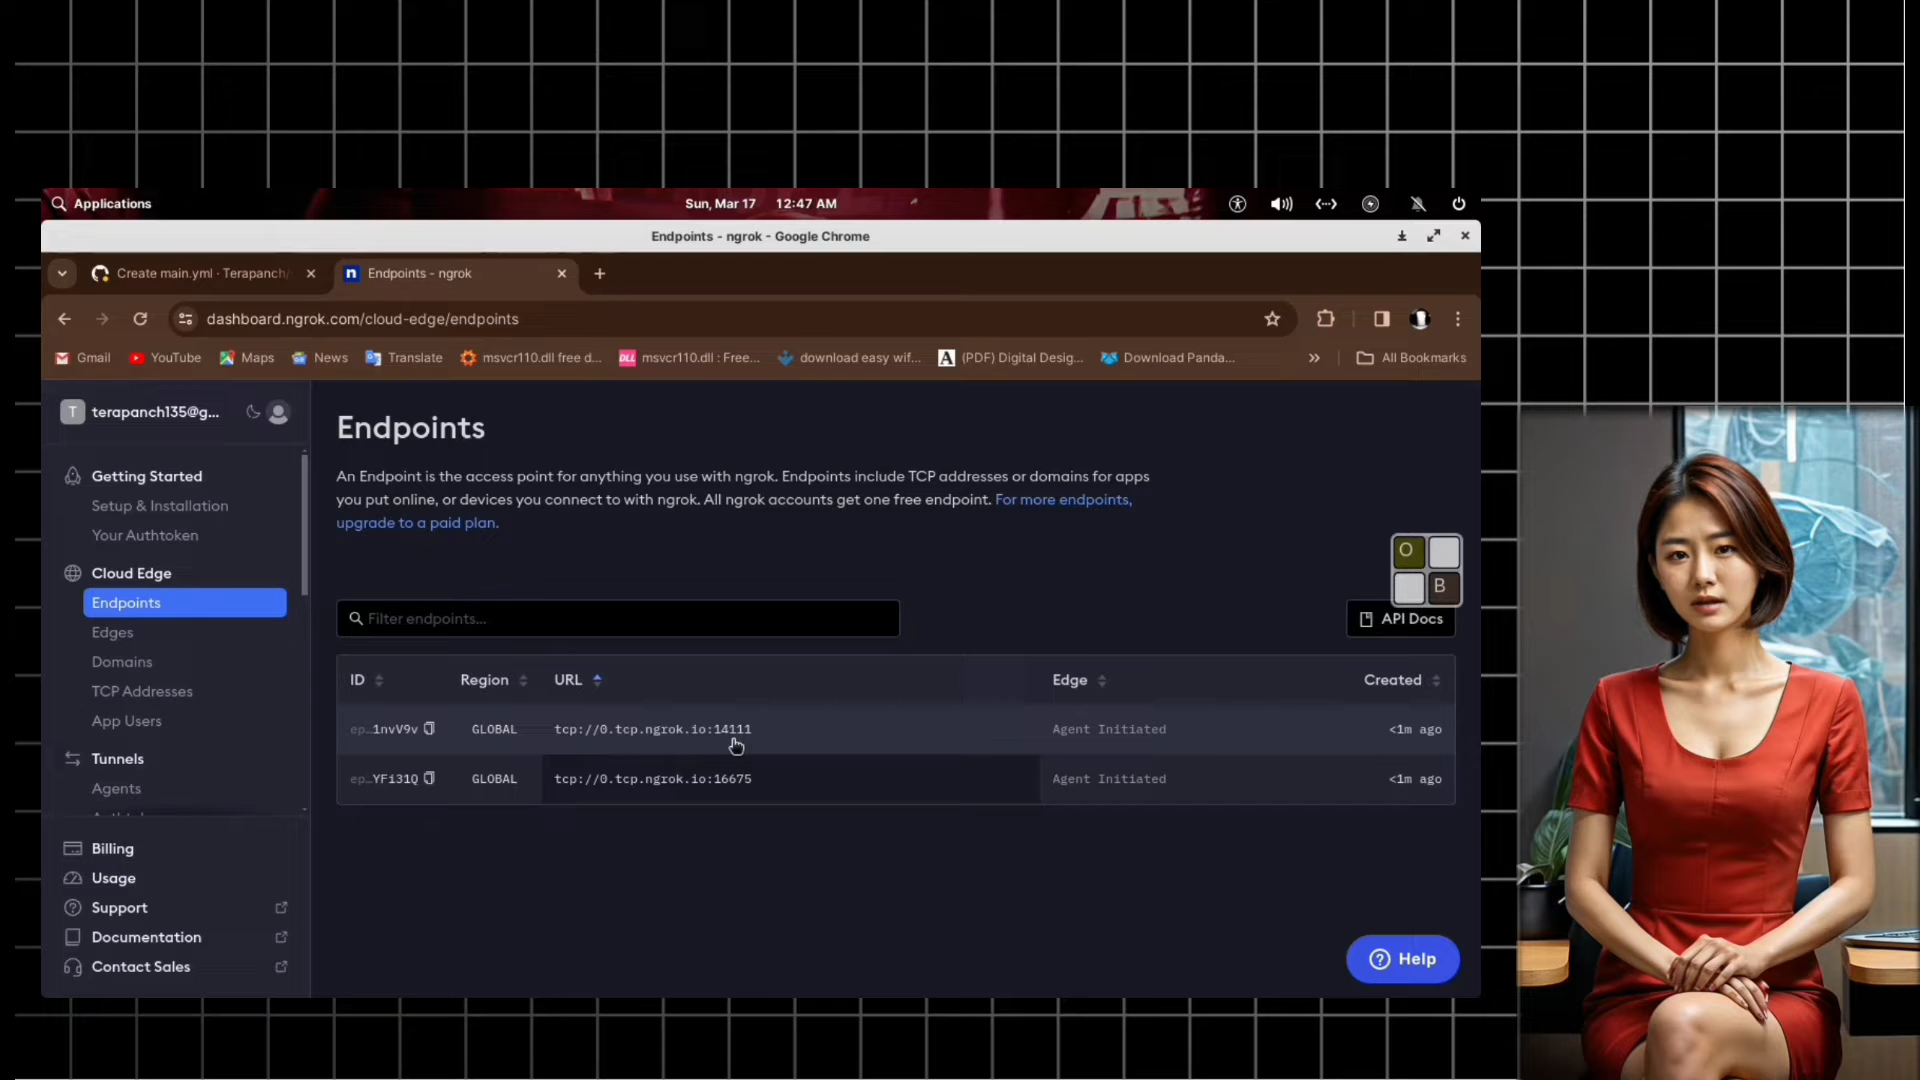 Applications
Sun, Mar 17 12:47 AM
Endpoints - ngrok - Google Chrome
Create main.yml · Terapanch
Endpoints - ngrok
dashboard.ngrok.com/cloud-edge/endpoints
Gmail
YouTube
Maps
News
Translate
msvcr110.dll free d...
DLL
msvcr110.dll : Free...
download easy wif...
A
(PDF) Digital Desig...
Download Panda...
All Bookmarks
T
terapanch135@g...
Getting Started
Setup & Installation
Your Authtoken
Cloud Edge
Endpoints
Edges
Domains
TCP Addresses
App Users
Tunnels
Agents
Billing
Usage
Support
Documentation
Contact Sales
Endpoints
An Endpoint is the access point for anything you use with ngrok. Endpoints include TCP addresses or domains for apps
you put online, or devices you connect to with ngrok. All ngrok accounts get one free endpoint. For more endpoints,
upgrade to a paid plan.
O
B
Filter endpoints...
API Docs
ID Region URL Edge Created
ep…1nvV9v GLOBAL tcp://0.tcp.ngrok.io:14111 Agent Initiated <1m ago
ep…YFi31Q GLOBAL tcp://0.tcp.ngrok.io:16675 Agent Initiated <1m ago
Help